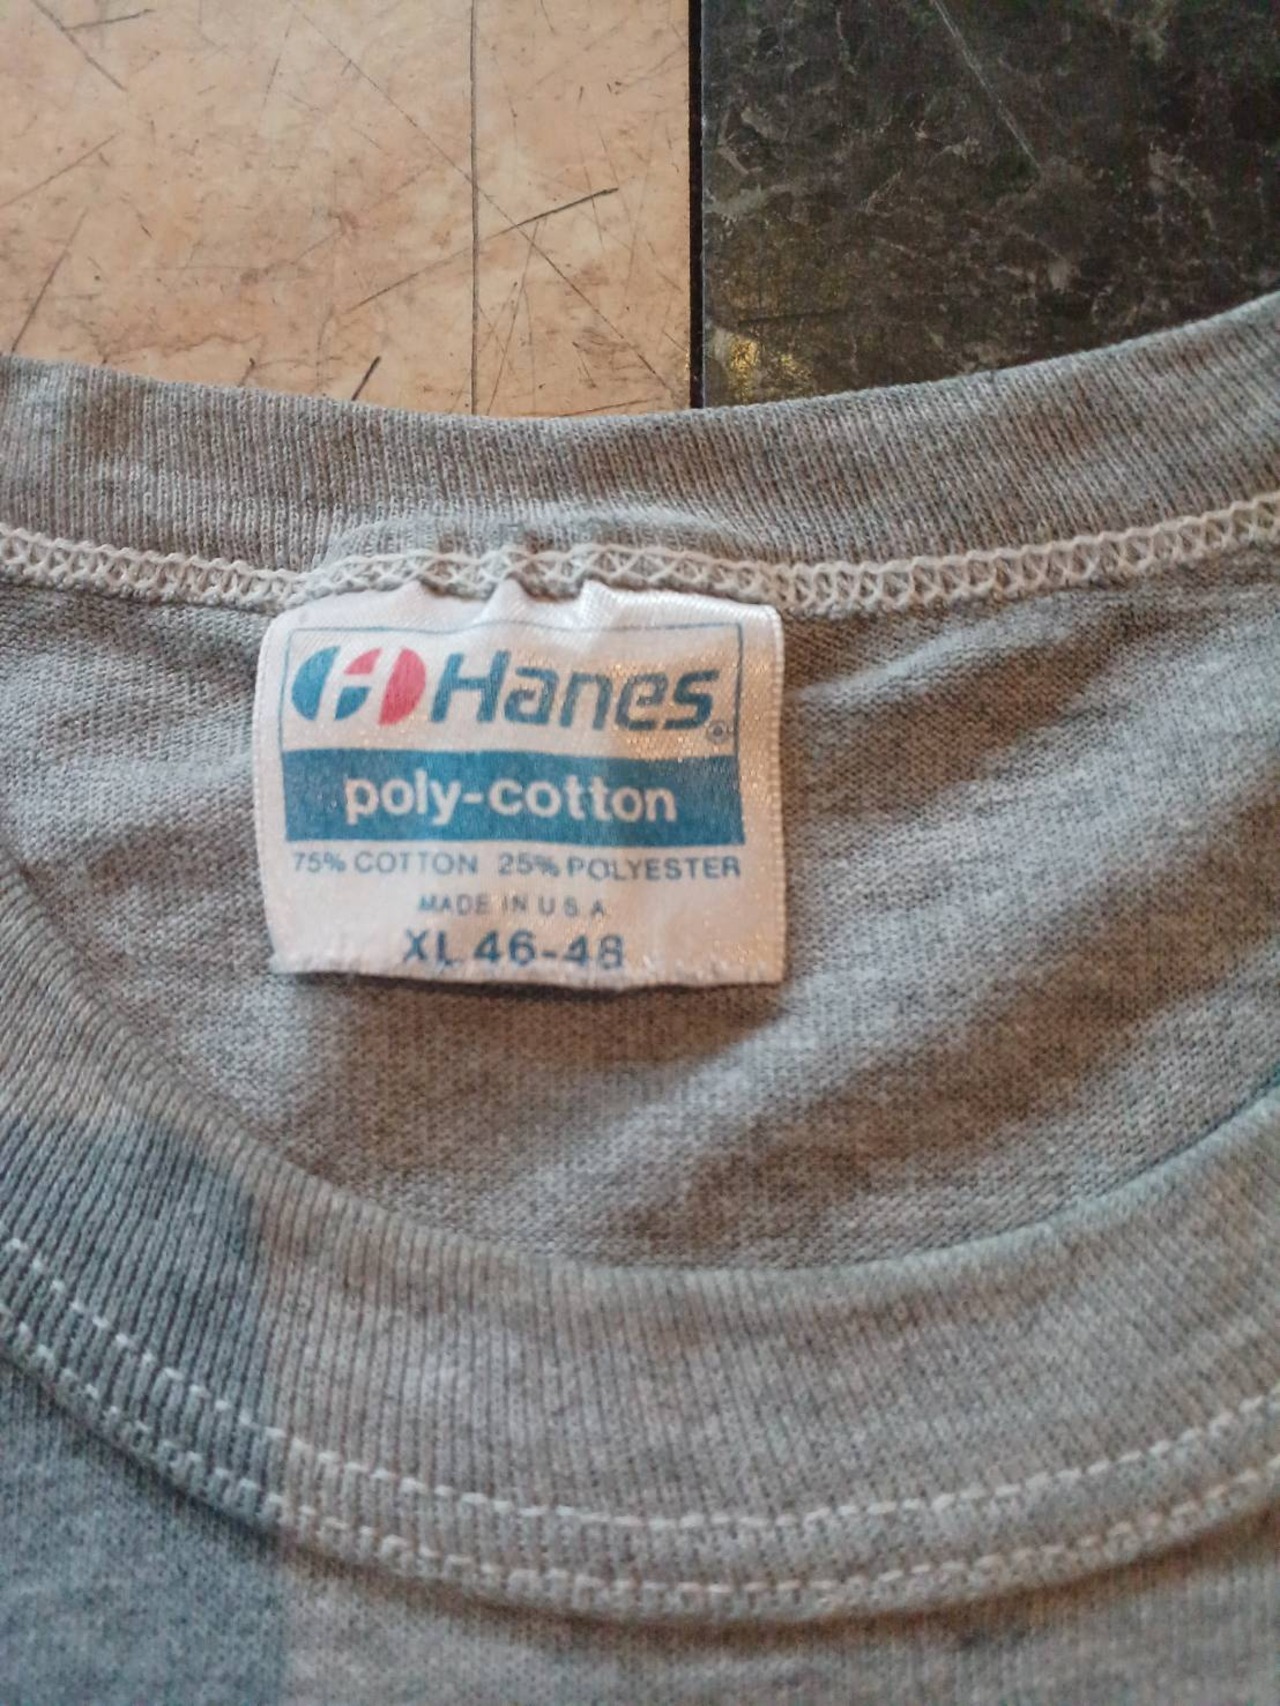 Hanes®
poly-cotton
75% COTTON 25% POLYESTER
MADE IN U S A
XL 46-48